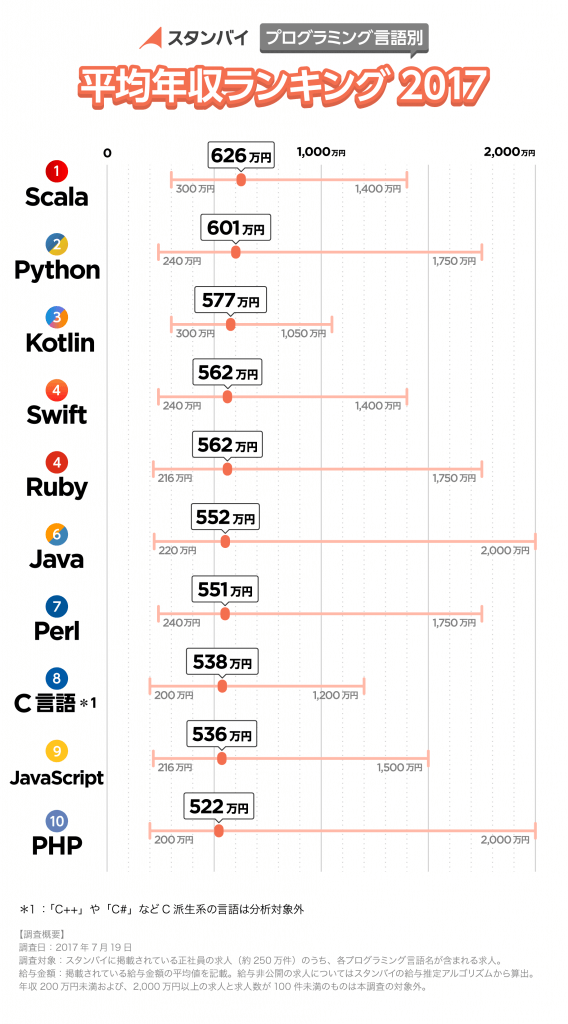 スタンバイ プログラミング言語別
平均年収ランキング 2017
0 1,000万円 2,000万円
1 626万円
Scala 300万円 1,400万円
2 601万円
Python 240万円 1,750万円
3 577万円
Kotlin 300万円 1,050万円
4 562万円
Swift 240万円 1,400万円
4 562万円
Ruby 216万円 1,750万円
6 552万円
Java 220万円 2,000万円
7 551万円
Perl 240万円 1,750万円
8 538万円
C言語 *1 200万円 1,200万円
9 536万円
JavaScript 216万円 1,500万円
10 522万円
PHP 200万円 2,000万円
*1 :「C++」や「C#」など C 派生系の言語は分析対象外
【調査概要】
調査日:2017年7月19日
調査対象:スタンバイに掲載されている正社員の求人(約250万件)のうち、各プログラミング言語名が含まれる求人。
給与金額:掲載されている給与金額の平均値を記載。給与非公開の求人についてはスタンバイの給与推定アルゴリズムから算出。
年収200万円未満および、2,000万円以上の求人と求人数が100件未満のものは本調査の対象外。